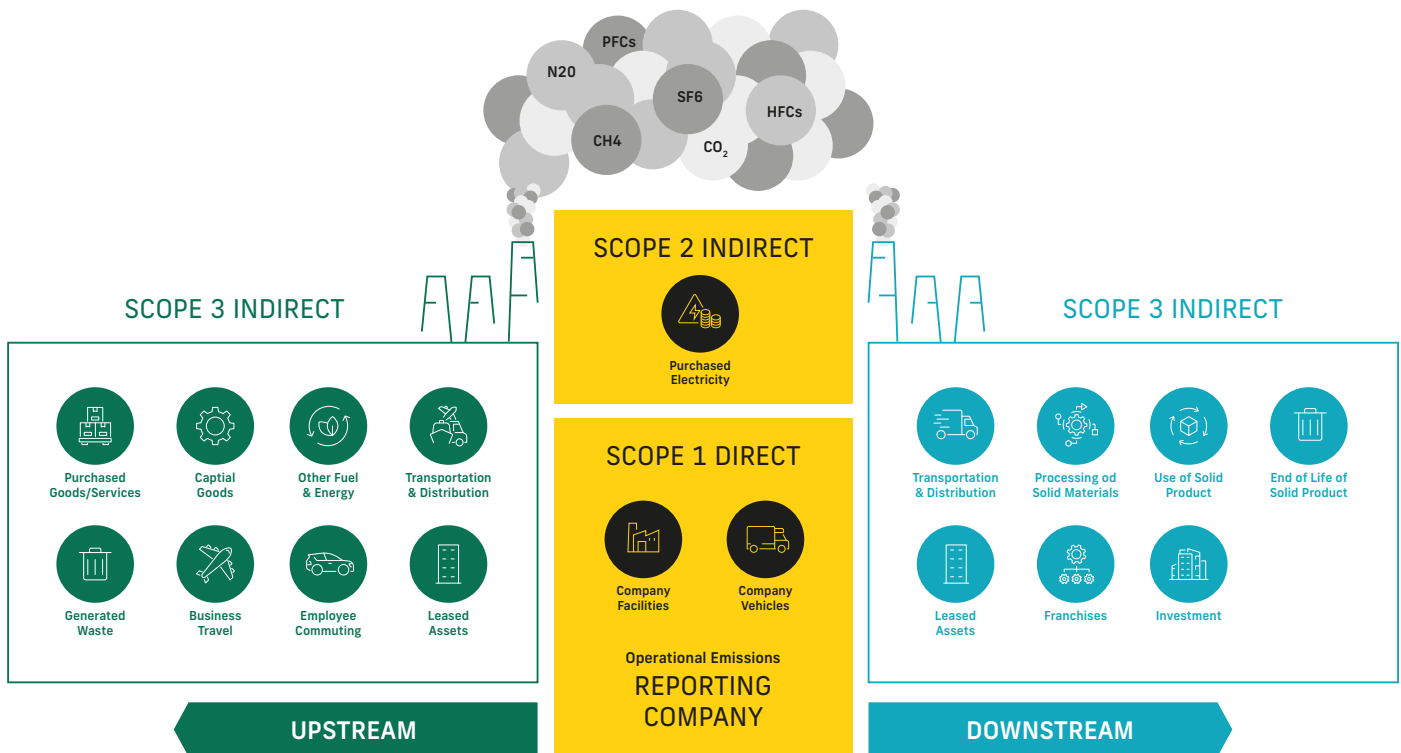 PFCs
N20
SF6
HFCs
CH4
CO2
SCOPE 2 INDIRECT
Purchased
Electricity
SCOPE 3 INDIRECT
Purchased
Goods/Services
Captial
Goods
Other Fuel
& Energy
Transportation
& Distribution
Generated
Waste
Business
Travel
Employee
Commuting
Leased
Assets
UPSTREAM
SCOPE 1 DIRECT
Company
Facilities
Company
Vehicles
Operational Emissions
REPORTING
COMPANY
SCOPE 3 INDIRECT
Transportation
& Distribution
Processing od
Solid Materials
Use of Solid
Product
End of Life of
Solid Product
Leased
Assets
Franchises
Investment
DOWNSTREAM